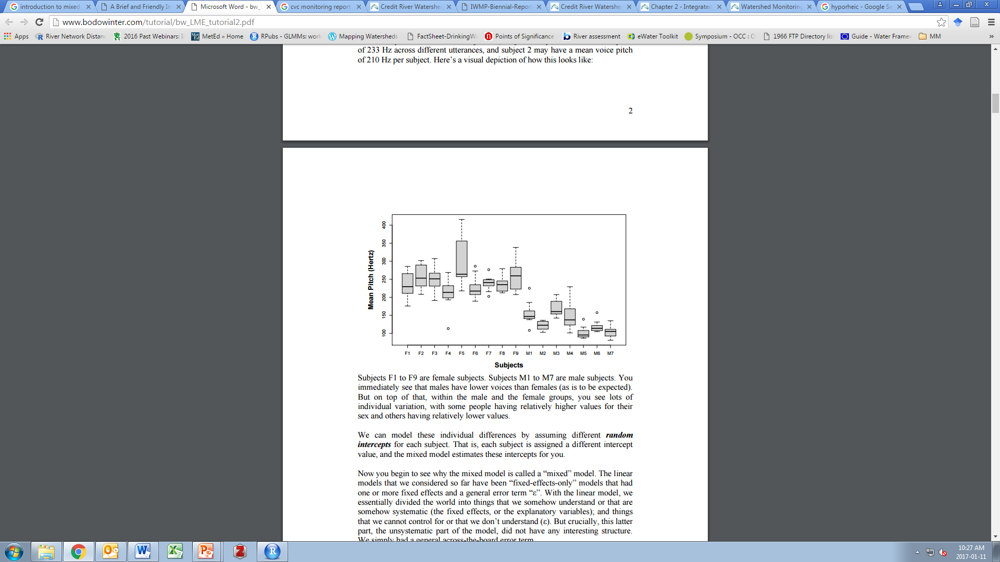 introduction to mixed
A Brief and Friendly In
Microsoft Word - bw_
cvc monitoring report
Credit River Watershe
IWMP-Biennial-Report
Credit River Watershe
Chapter 2 - Integrated
Watershed Monitoring
hyporheic - Google Se
www.bodowinter.com/tutorial/bw_LME_tutorial2.pdf
Apps
River Network Distanc
2016 Past Webinars: I
MetEd » Home
RPubs - GLMMs: worl
Mapping Watersheds
FactSheet-DrinkingW
Points of Significance
River assessment
eWater Toolkit
Symposium - OCC : O
1966 FTP Directory lis
Guide - Water Framew
MM
of 233 Hz across different utterances, and subject 2 may have a mean voice pitch
of 210 Hz per subject. Here's a visual depiction of how this looks like:
2
Mean Pitch (Hertz)
400
350
300
250
200
150
100
F1 F2 F3 F4 F5 F6 F7 F8 F9 M1 M2 M3 M4 M5 M6 M7
Subjects
Subjects F1 to F9 are female subjects. Subjects M1 to M7 are male subjects. You
immediately see that males have lower voices than females (as is to be expected).
But on top of that, within the male and the female groups, you see lots of
individual variation, with some people having relatively higher values for their
sex and others having relatively lower values.
We can model these individual differences by assuming different random
intercepts for each subject. That is, each subject is assigned a different intercept
value, and the mixed model estimates these intercepts for you.
Now you begin to see why the mixed model is called a “mixed” model. The linear
models that we considered so far have been “fixed-effects-only” models that had
one or more fixed effects and a general error term “ε”. With the linear model, we
essentially divided the world into things that we somehow understand or that are
somehow systematic (the fixed effects, or the explanatory variables); and things
that we cannot control for or that we don’t understand (ε). But crucially, this latter
part, the unsystematic part of the model, did not have any interesting structure.
We simply had a general across-the-board error term.
10:27 AM
2017-01-11